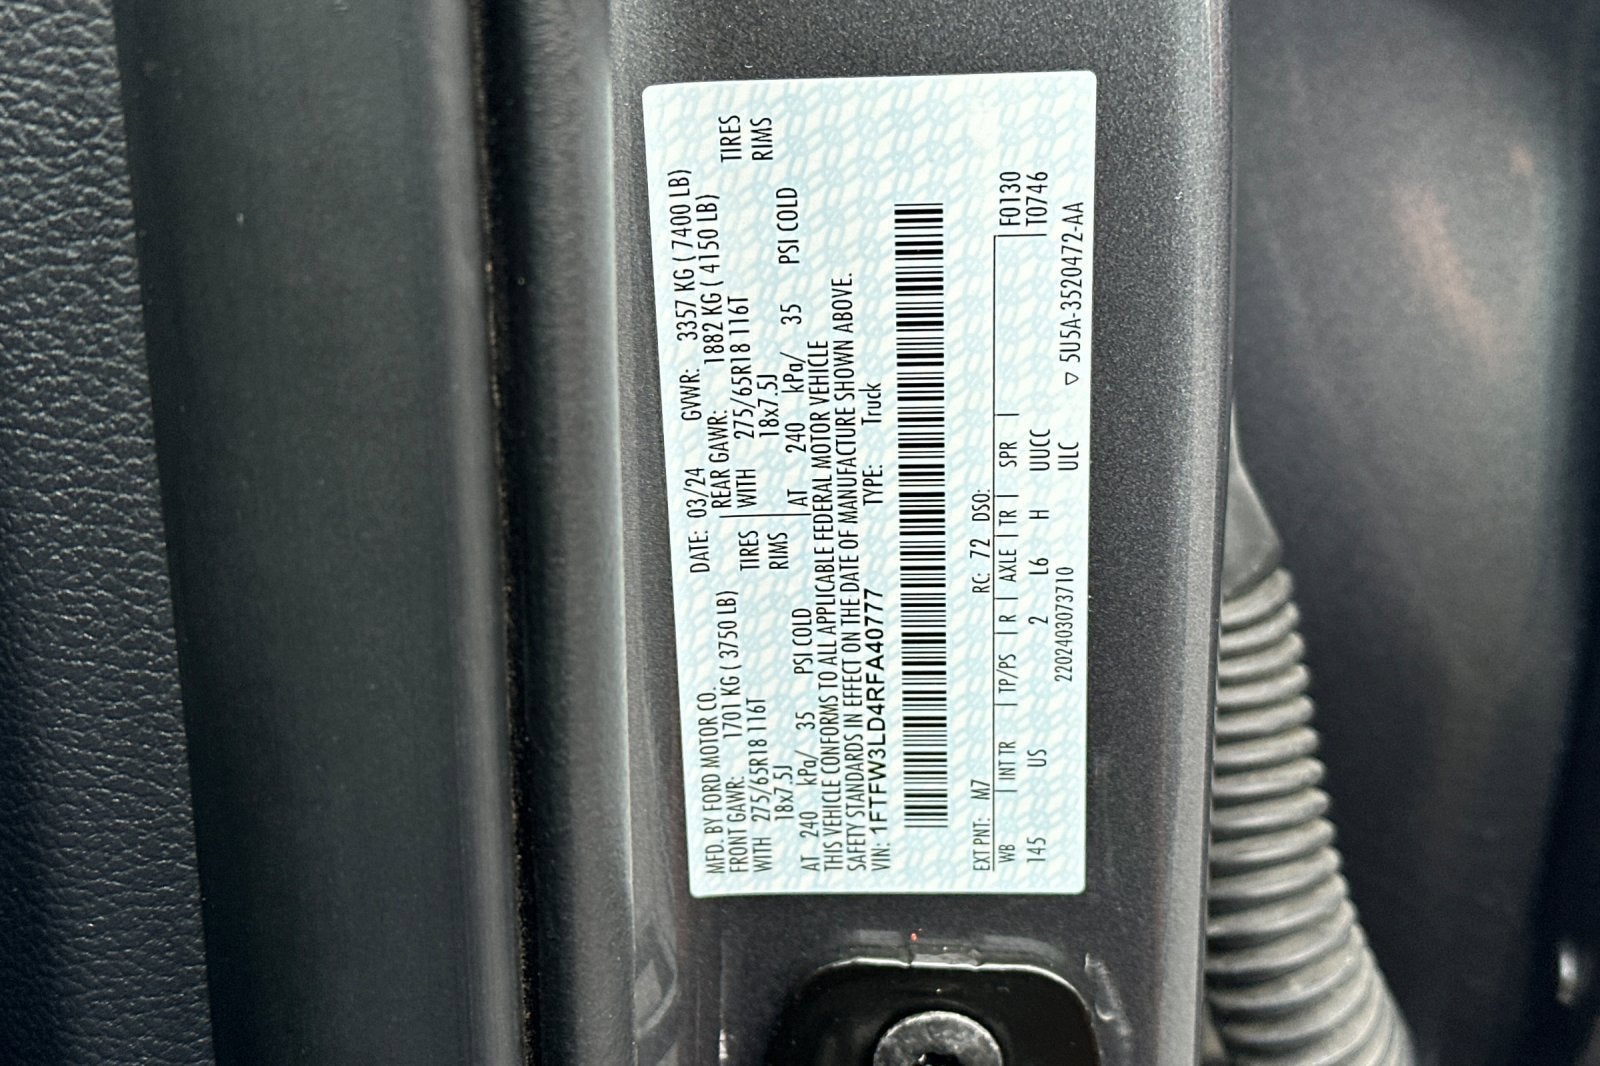 MFD. BY FORD MOTOR CO. DATE: 03/24 GVWR: 3357 KG ( 7400 LB)
FRONT GAWR: 1701 KG ( 3750 LB) REAR GAWR: 1882 KG ( 4150 LB)
WITH 275/65R18 116T TIRES WITH 275/65R18 116T TIRES
18x7.5J RIMS 18x7.5J RIMS
AT 240 kPa/ 35 PSI COLD AT 240 kPa/ 35 PSI COLD
THIS VEHICLE CONFORMS TO ALL APPLICABLE FEDERAL MOTOR VEHICLE
SAFETY STANDARDS IN EFFECT ON THE DATE OF MANUFACTURE SHOWN ABOVE.
VIN: 1FTFW3LD4RFA40777 TYPE: Truck
EXT PNT: M7 RC: 72 DSO:
WB | INT TR | TP/PS | R | AXLE | TR | SPR | F0130
145 US 2 L6 H UUCC T0746
2202403073710 ULC ▽ 5U5A-3520472-AA